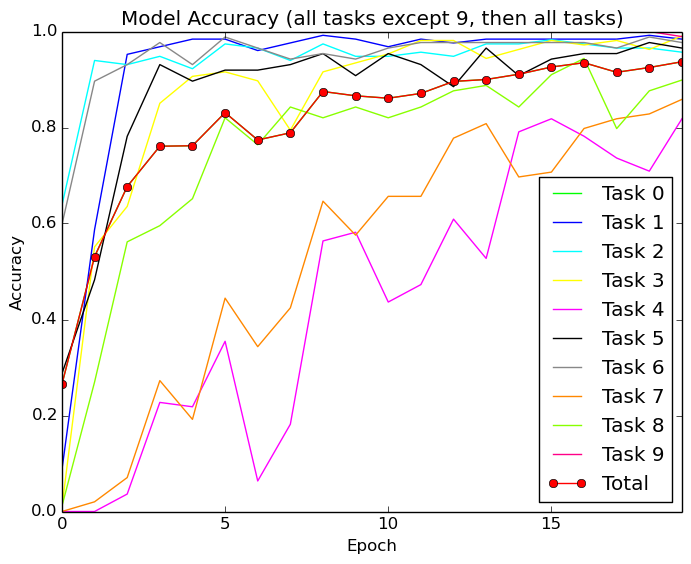 Model Accuracy (all tasks except 9, then all tasks)
1.0
0.8
0.6
0.4
0.2
0.0
Accuracy
0
5
10
15
Epoch
Task 0
Task 1
Task 2
Task 3
Task 4
Task 5
Task 6
Task 7
Task 8
Task 9
Total